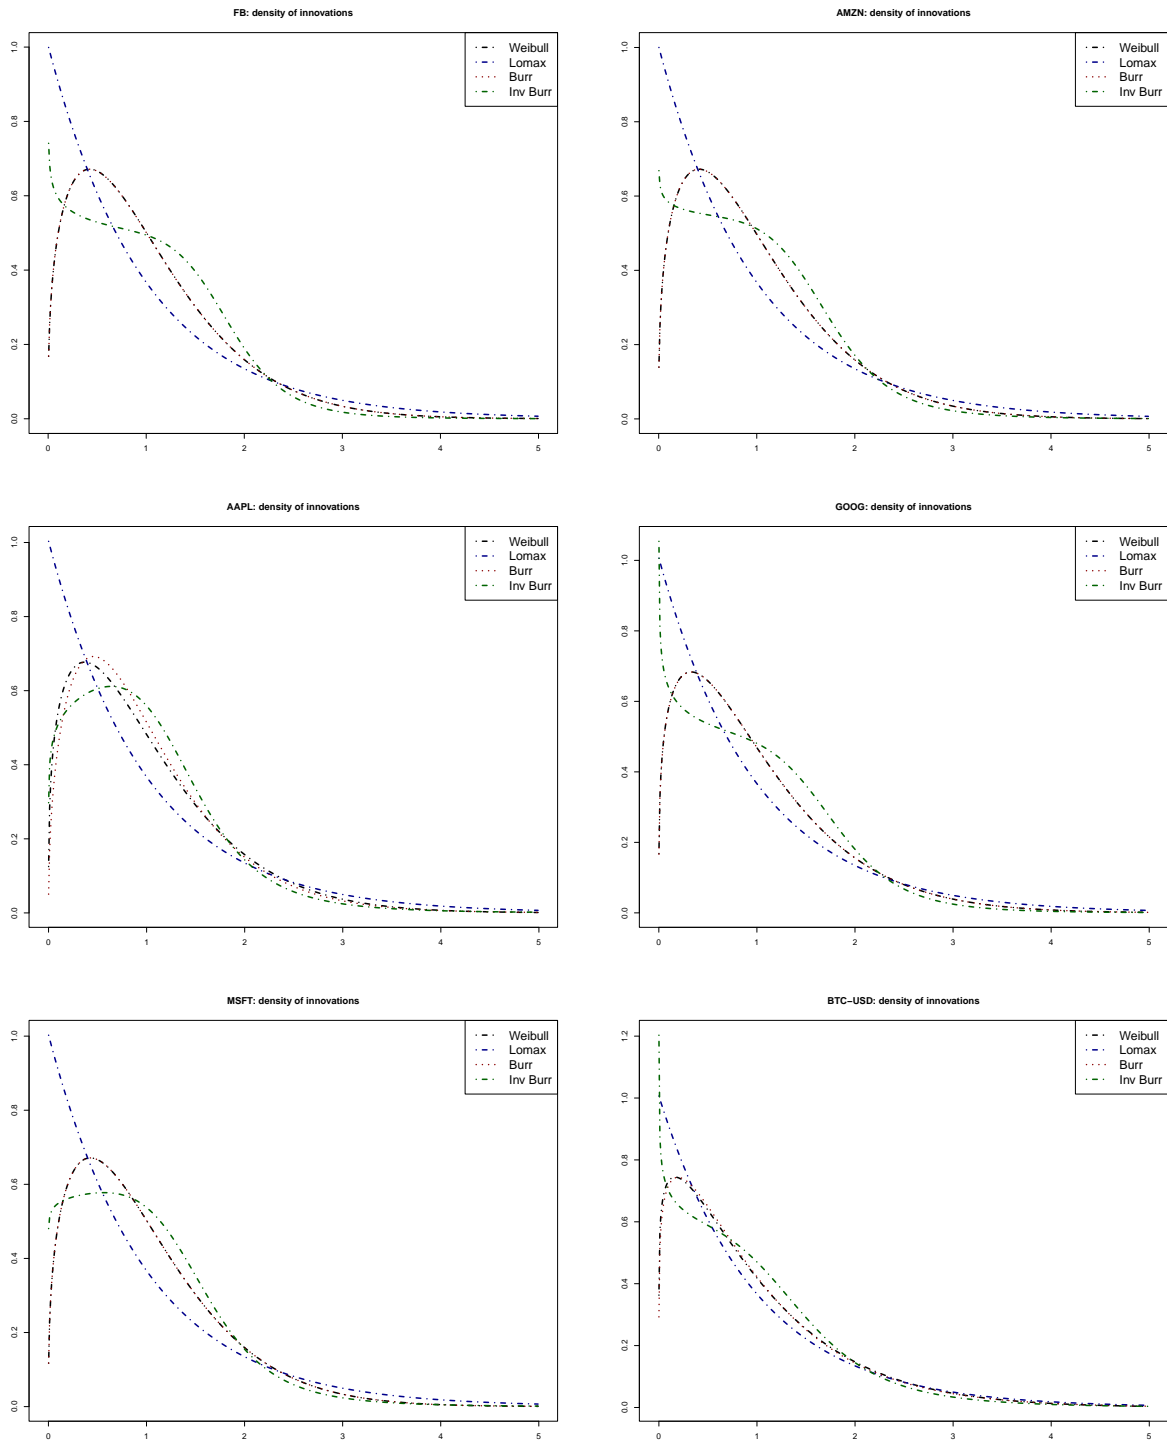 FB: density of innovations
Weibull
Lomax
Burr
Inv Burr
1.0
0.8
0.6
0.4
0.2
0.0
0 1 2 3 4 5
AMZN: density of innovations
Weibull
Lomax
Burr
Inv Burr
1.0
0.8
0.6
0.4
0.2
0.0
0 1 2 3 4 5
AAPL: density of innovations
Weibull
Lomax
Burr
Inv Burr
1.0
0.8
0.6
0.4
0.2
0.0
0 1 2 3 4 5
GOOG: density of innovations
Weibull
Lomax
Burr
Inv Burr
1.0
0.8
0.6
0.4
0.2
0.0
0 1 2 3 4 5
MSFT: density of innovations
Weibull
Lomax
Burr
Inv Burr
1.0
0.8
0.6
0.4
0.2
0.0
0 1 2 3 4 5
BTC−USD: density of innovations
Weibull
Lomax
Burr
Inv Burr
1.2
1.0
0.8
0.6
0.4
0.2
0.0
0 1 2 3 4 5